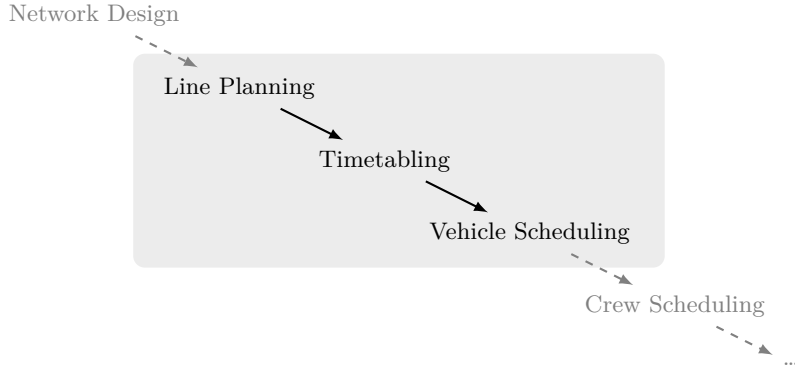 Network Design
Line Planning
Timetabling
Vehicle Scheduling
Crew Scheduling
...